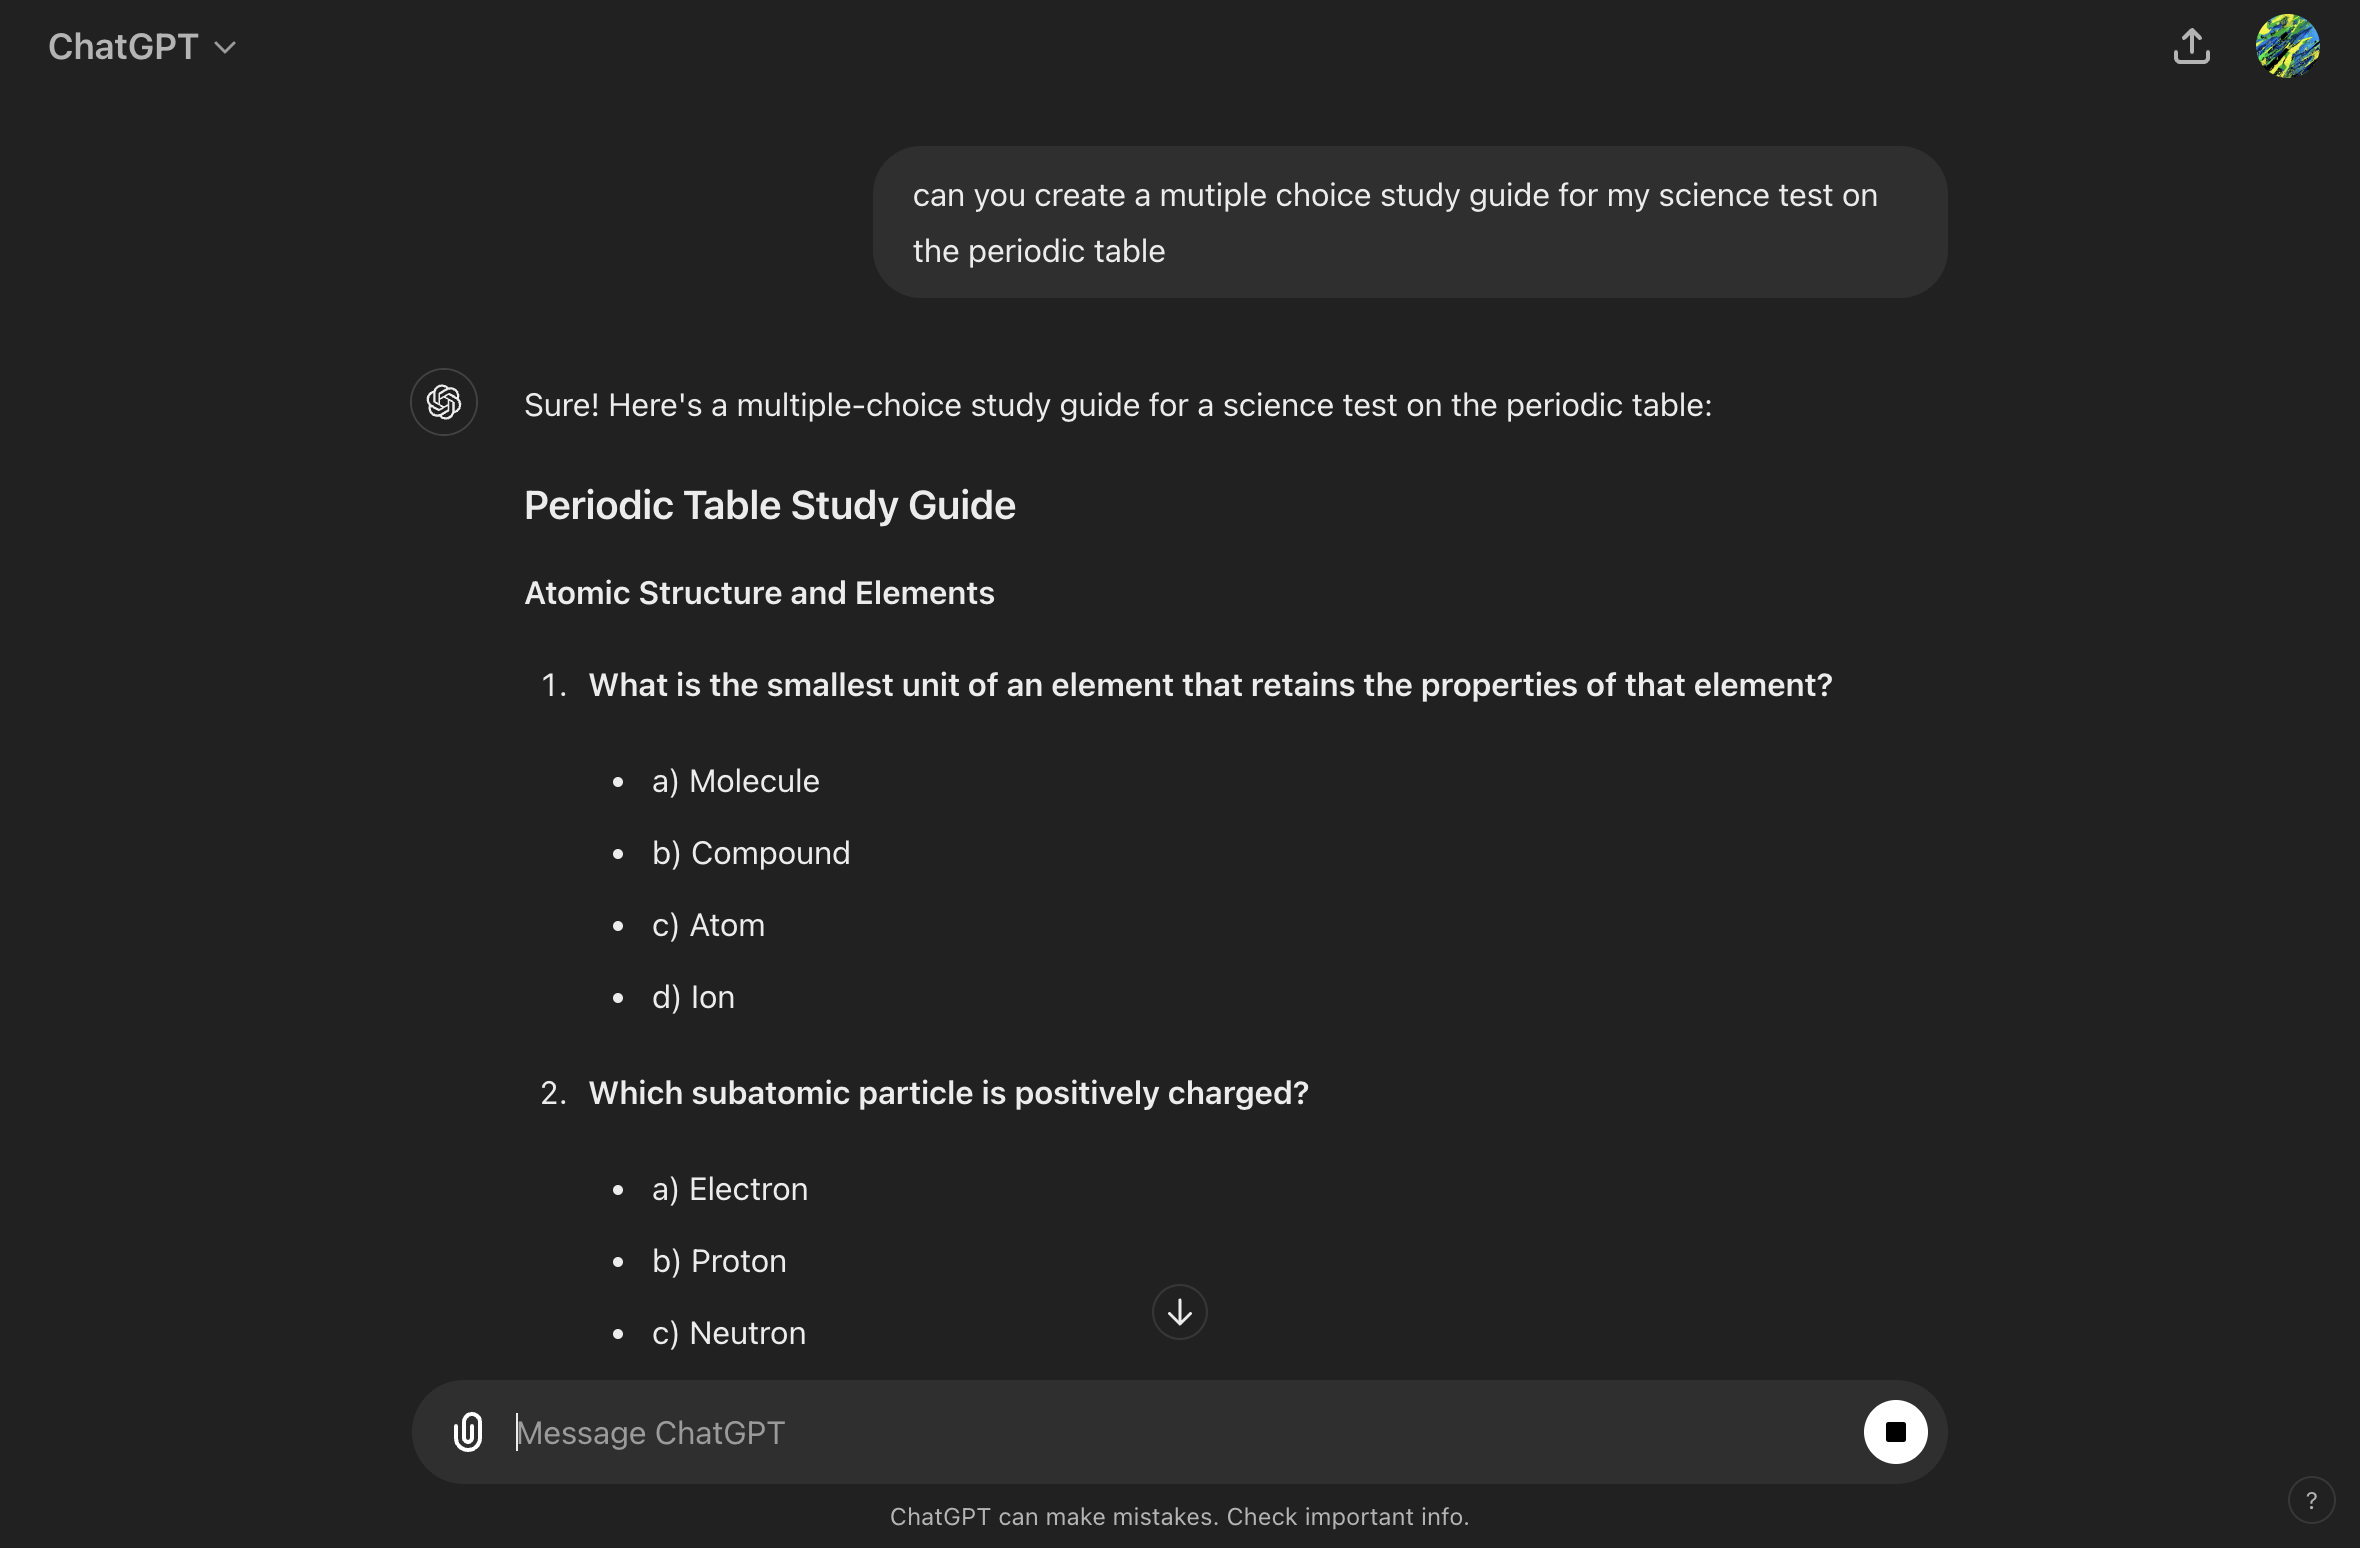 ChatGPT
can you create a mutiple choice study guide for my science test on
the periodic table
Sure! Here's a multiple-choice study guide for a science test on the periodic table:
Periodic Table Study Guide
Atomic Structure and Elements
1. What is the smallest unit of an element that retains the properties of that element?
• a) Molecule
• b) Compound
• c) Atom
• d) Ion
2. Which subatomic particle is positively charged?
• a) Electron
• b) Proton
• c) Neutron
Message ChatGPT
ChatGPT can make mistakes. Check important info.
?